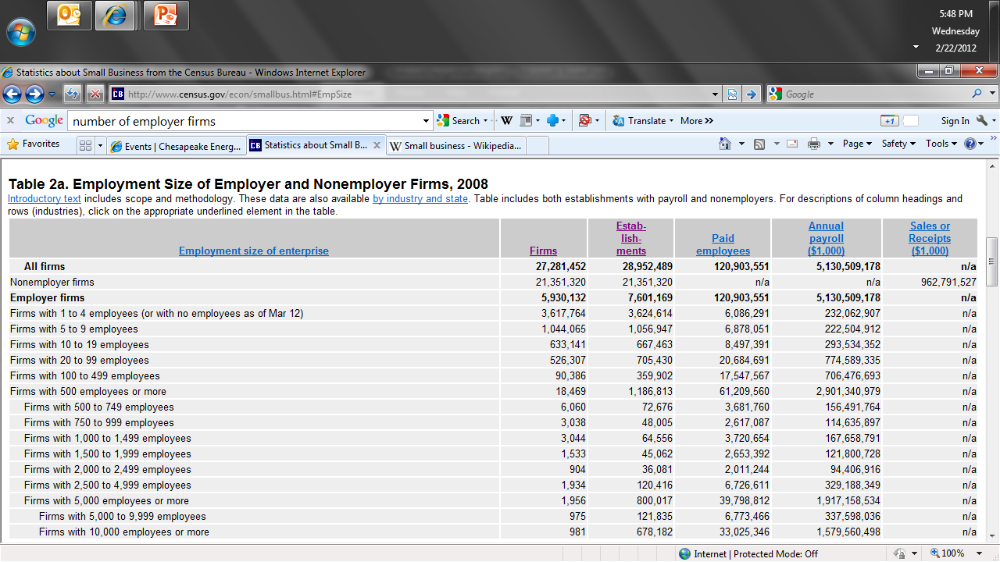 5:48 PM
Wednesday
2/22/2012
Statistics about Small Business from the Census Bureau - Windows Internet Explorer
http://www.census.gov/econ/smallbus.html#EmpSize
Google
x Google number of employer firms Search W Translate More >> +1 Sign In
Favorites Events | Chesapeake Energ... Statistics about Small B... x W Small business - Wikipedia... Page Safety Tools
Table 2a. Employment Size of Employer and Nonemployer Firms, 2008
Introductory text includes scope and methodology. These data are also available by industry and state. Table includes both establishments with payroll and nonemployers. For descriptions of column headings and
rows (industries), click on the appropriate underlined element in the table.
Employment size of enterprise Firms Estab-lish-ments Paid employees Annual payroll ($1,000) Sales or Receipts ($1,000)
All firms 27,281,452 28,952,489 120,903,551 5,130,509,178 n/a
Nonemployer firms 21,351,320 21,351,320 n/a n/a 962,791,527
Employer firms 5,930,132 7,601,169 120,903,551 5,130,509,178 n/a
Firms with 1 to 4 employees (or with no employees as of Mar 12) 3,617,764 3,624,614 6,086,291 232,062,907 n/a
Firms with 5 to 9 employees 1,044,065 1,056,947 6,878,051 222,504,912 n/a
Firms with 10 to 19 employees 633,141 667,463 8,497,391 293,534,352 n/a
Firms with 20 to 99 employees 526,307 705,430 20,684,691 774,589,335 n/a
Firms with 100 to 499 employees 90,386 359,902 17,547,567 706,476,693 n/a
Firms with 500 employees or more 18,469 1,186,813 61,209,560 2,901,340,979 n/a
Firms with 500 to 749 employees 6,060 72,676 3,681,760 156,491,764 n/a
Firms with 750 to 999 employees 3,038 48,005 2,617,087 114,635,897 n/a
Firms with 1,000 to 1,499 employees 3,044 64,556 3,720,654 167,658,791 n/a
Firms with 1,500 to 1,999 employees 1,533 45,062 2,653,392 121,800,728 n/a
Firms with 2,000 to 2,499 employees 904 36,081 2,011,244 94,406,916 n/a
Firms with 2,500 to 4,999 employees 1,934 120,416 6,726,611 329,188,349 n/a
Firms with 5,000 employees or more 1,956 800,017 39,798,812 1,917,158,534 n/a
Firms with 5,000 to 9,999 employees 975 121,835 6,773,466 337,598,036 n/a
Firms with 10,000 employees or more 981 678,182 33,025,346 1,579,560,498 n/a
Internet | Protected Mode: Off 100%